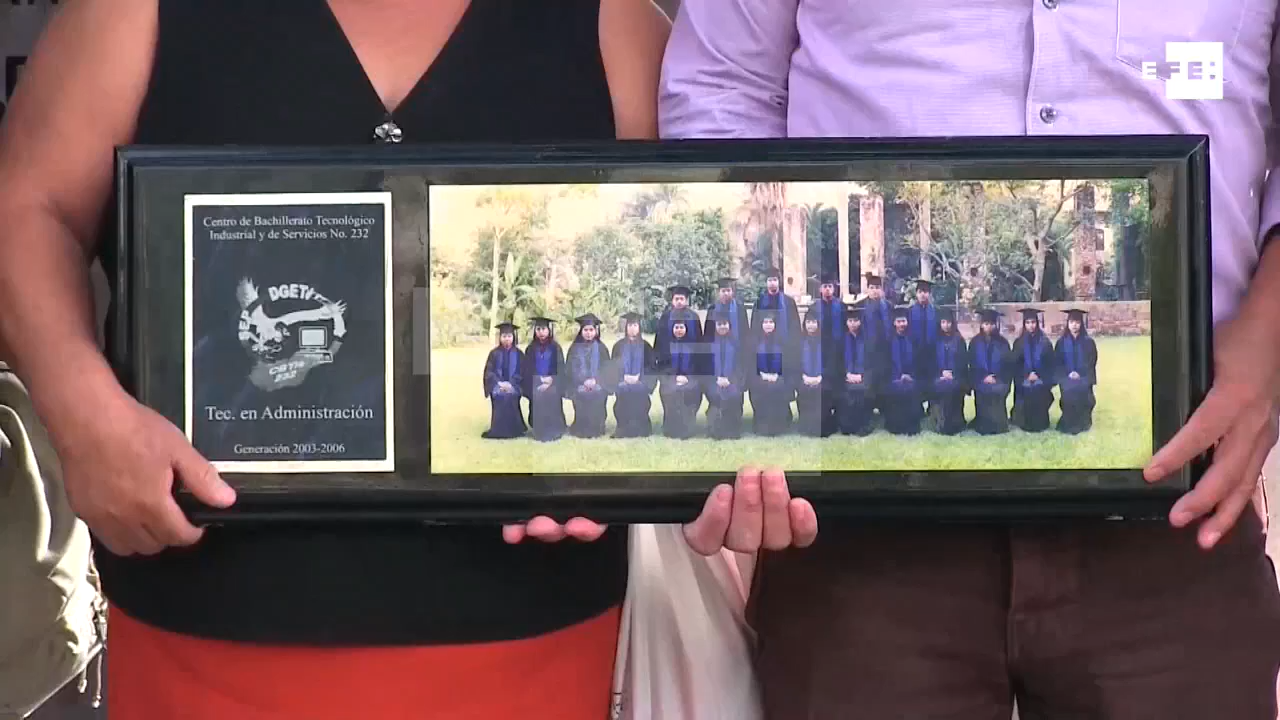 EFE:
Centro de Bachillerato Tecnológico
Industrial y de Servicios No. 232
DGETI
SEP
CBTIS
232
Tec. en Administración
Generación 2003-2006